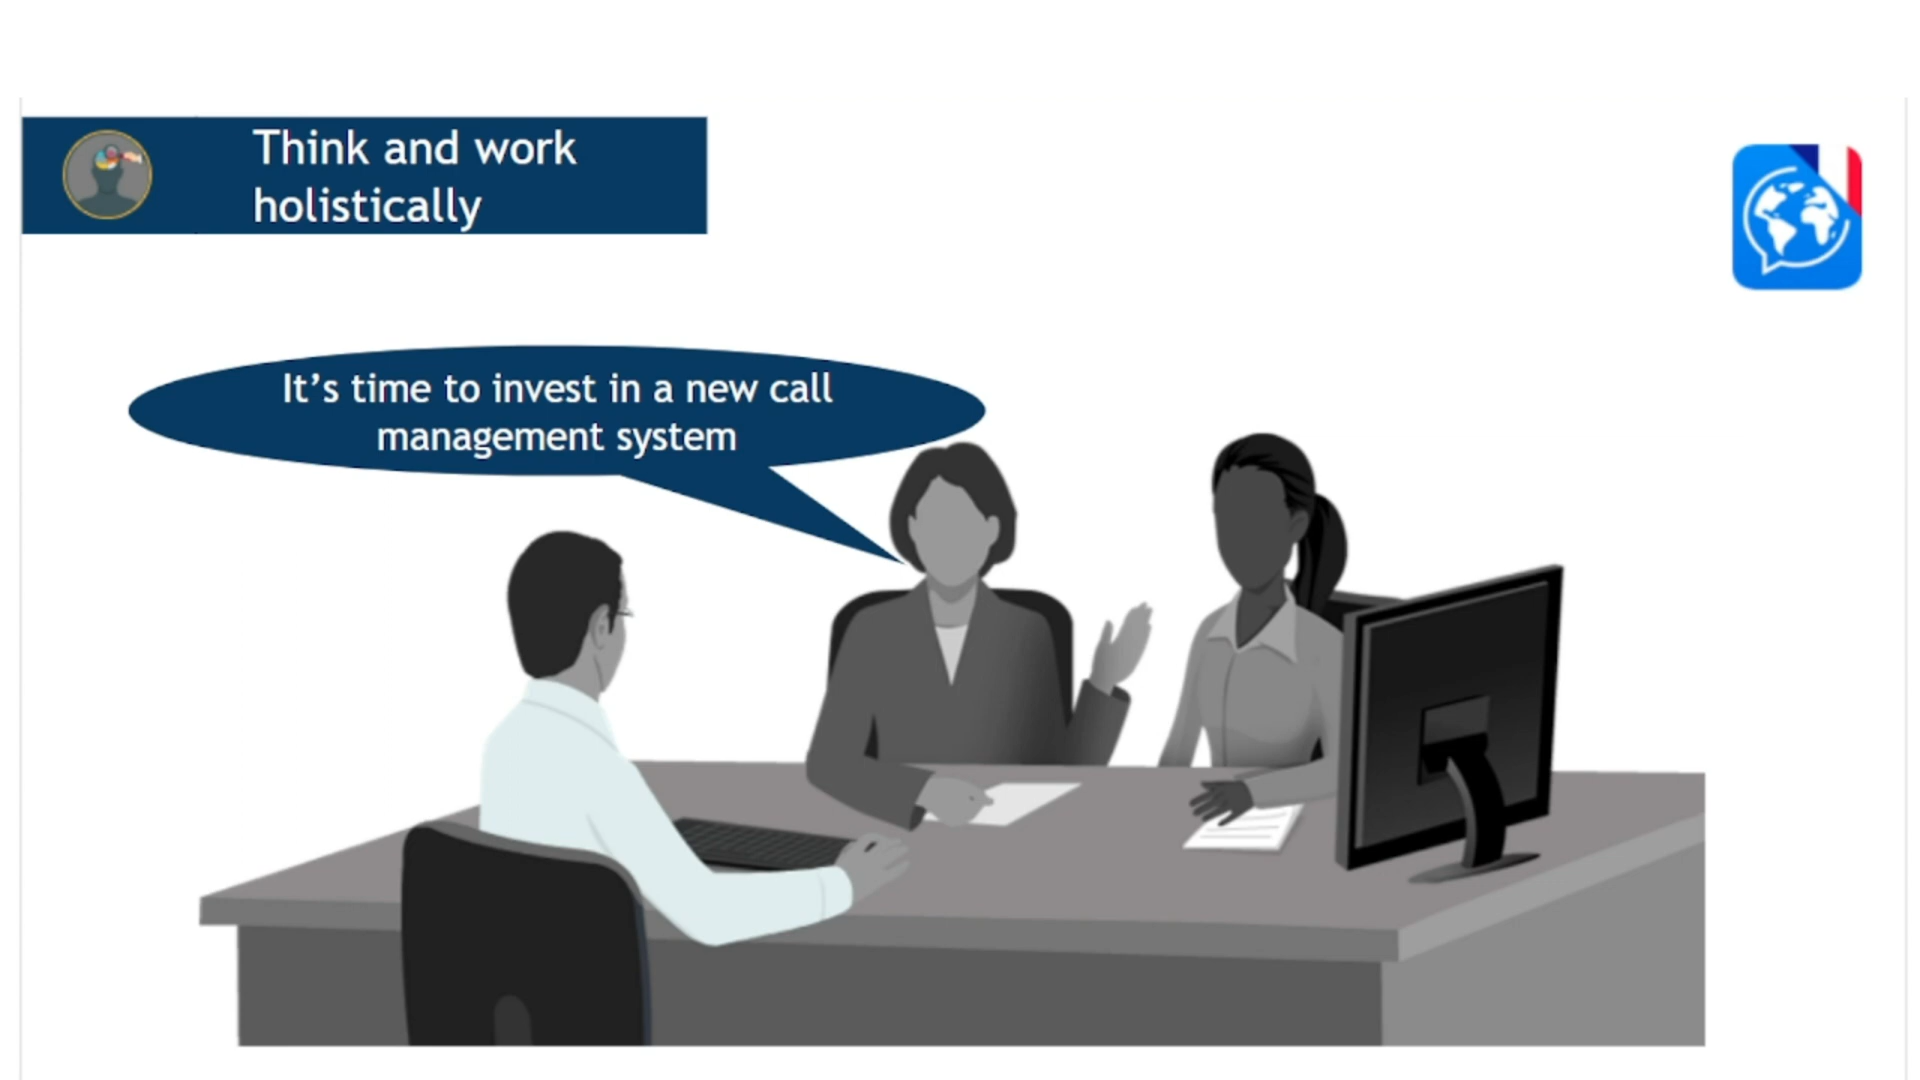 Think and work
holistically
It's time to invest in a new call
management system